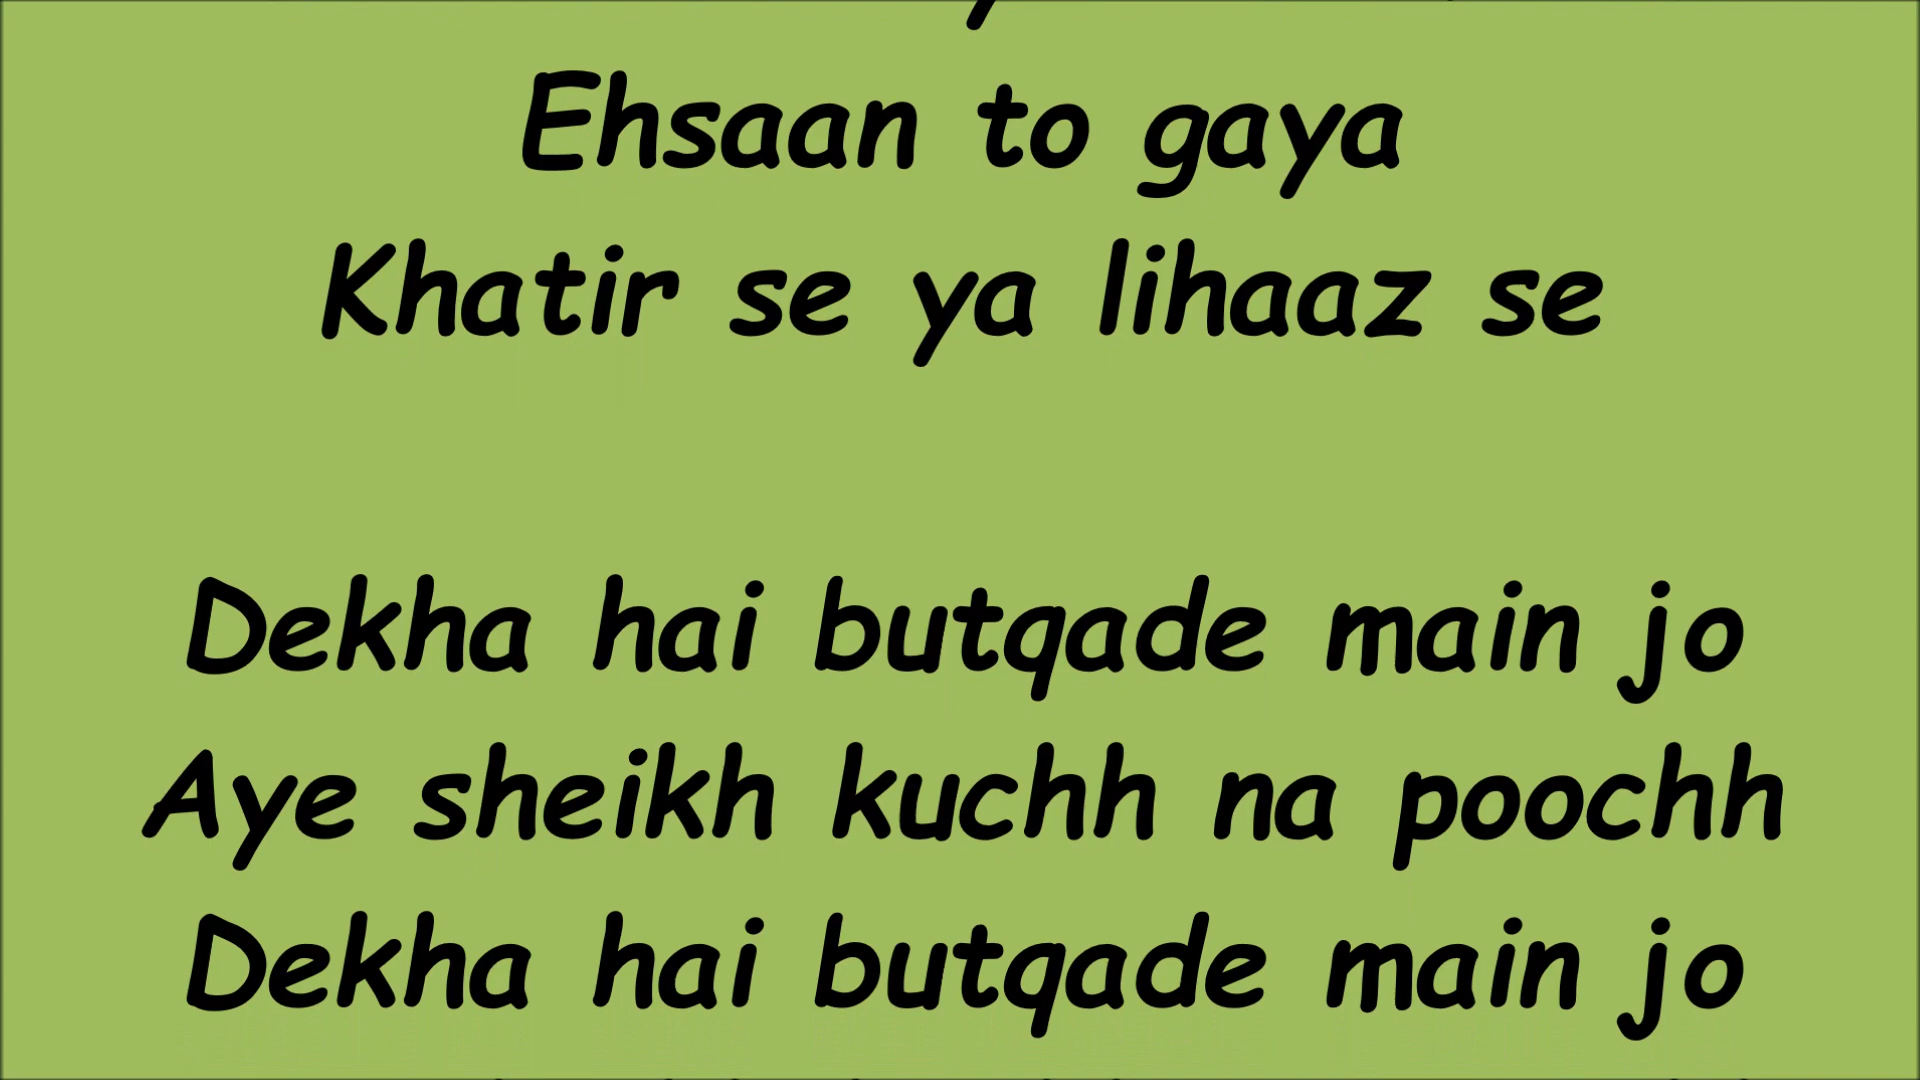 Ehsaan to gaya
Khatir se ya lihaaz se
Dekha hai butqade main jo
Aye sheikh kuchh na poochh
Dekha hai butqade main jo